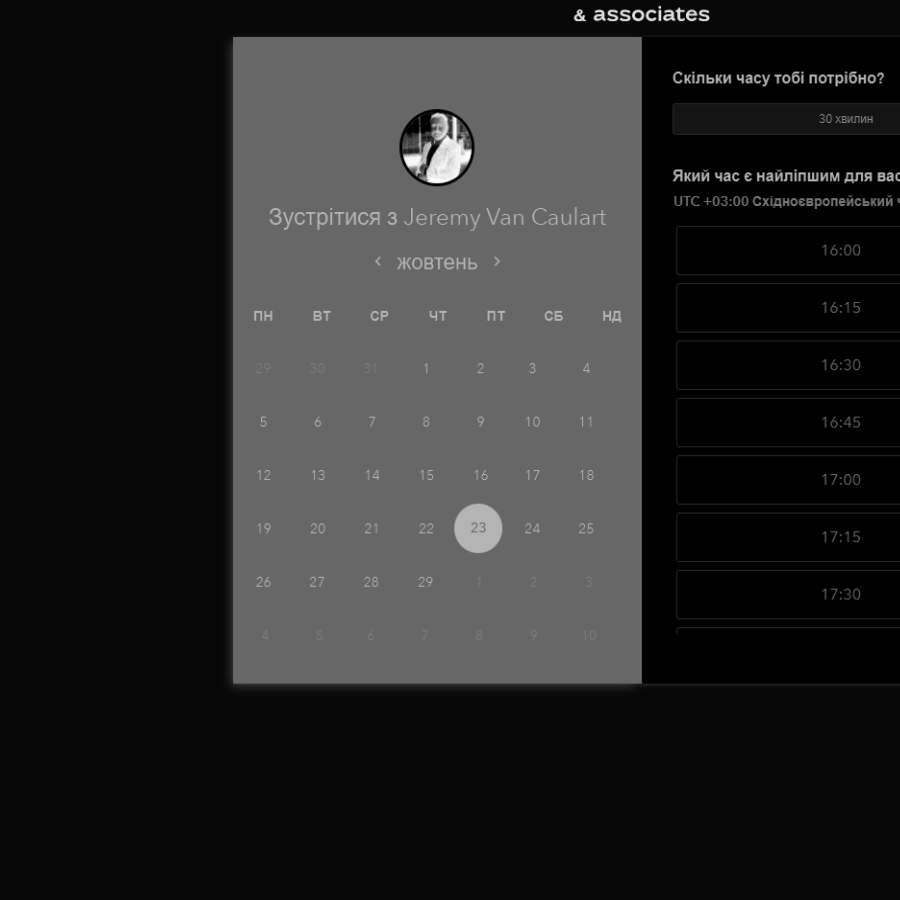 & associates
Зустрітися з Jeremy Van Caulart
‹ жовтень ›
ПН ВТ СР ЧТ ПТ СБ НД
29 30 31 1 2 3 4
5 6 7 8 9 10 11
12 13 14 15 16 17 18
19 20 21 22 23 24 25
26 27 28 29 1 2 3
4 5 6 7 8 9 10
Скільки часу тобі потрібно?
30 хвилин
Який час є найліпшим для вас
UTC +03:00 Східноєвропейський
16:00
16:15
16:30
16:45
17:00
17:15
17:30